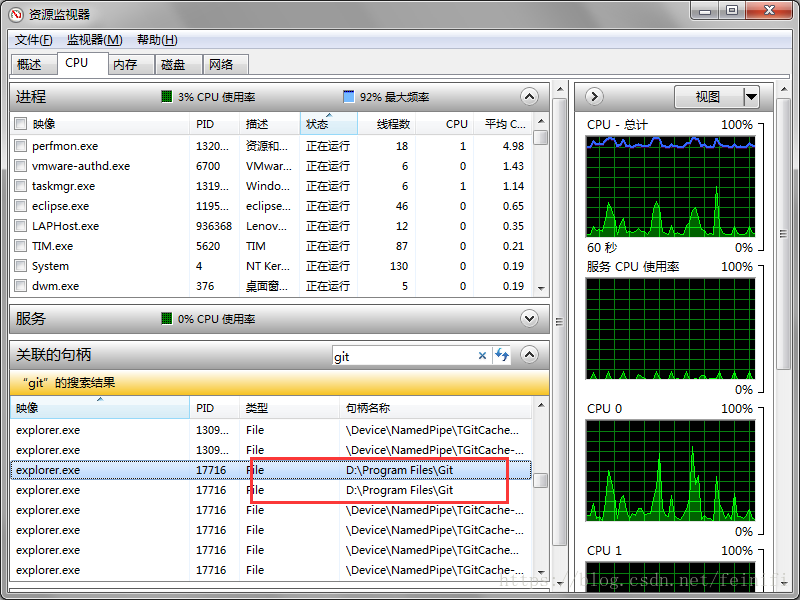 资源监视器
文件(F) 监视器(M) 帮助(H)
概述 CPU 内存 磁盘 网络
进程 3% CPU 使用率 92% 最大频率
映像 PID 描述 状态 线程数 CPU 平均 C...
perfmon.exe 1320... 资源和... 正在运行 18 1 4.98
vmware-authd.exe 6700 VMwar... 正在运行 6 0 1.43
taskmgr.exe 1319... Windo... 正在运行 6 1 1.14
eclipse.exe 1195... eclipse... 正在运行 46 0 0.65
LAPHost.exe 936368 Lenov... 正在运行 12 0 0.35
TIM.exe 5620 TIM 正在运行 87 0 0.21
System 4 NT Ker... 正在运行 130 0 0.19
dwm.exe 376 桌面窗... 正在运行 5 0 0.19
服务 0% CPU 使用率
关联的句柄 git
“git”的搜索结果
映像 PID 类型 句柄名称
explorer.exe 1309... File \Device\NamedPipe\TGitCache...
explorer.exe 1309... File \Device\NamedPipe\TGitCache-...
explorer.exe 17716 File D:\Program Files\Git
explorer.exe 17716 File D:\Program Files\Git
explorer.exe 17716 File \Device\NamedPipe\TGitCache-...
explorer.exe 17716 File \Device\NamedPipe\TGitCache-...
explorer.exe 17716 File \Device\NamedPipe\TGitCache...
explorer.exe 17716 File \Device\NamedPipe\TGitCache-...
视图
CPU - 总计 100%
60 秒 0%
服务 CPU 使用率 100%
0%
CPU 0 100%
0%
CPU 1 100%